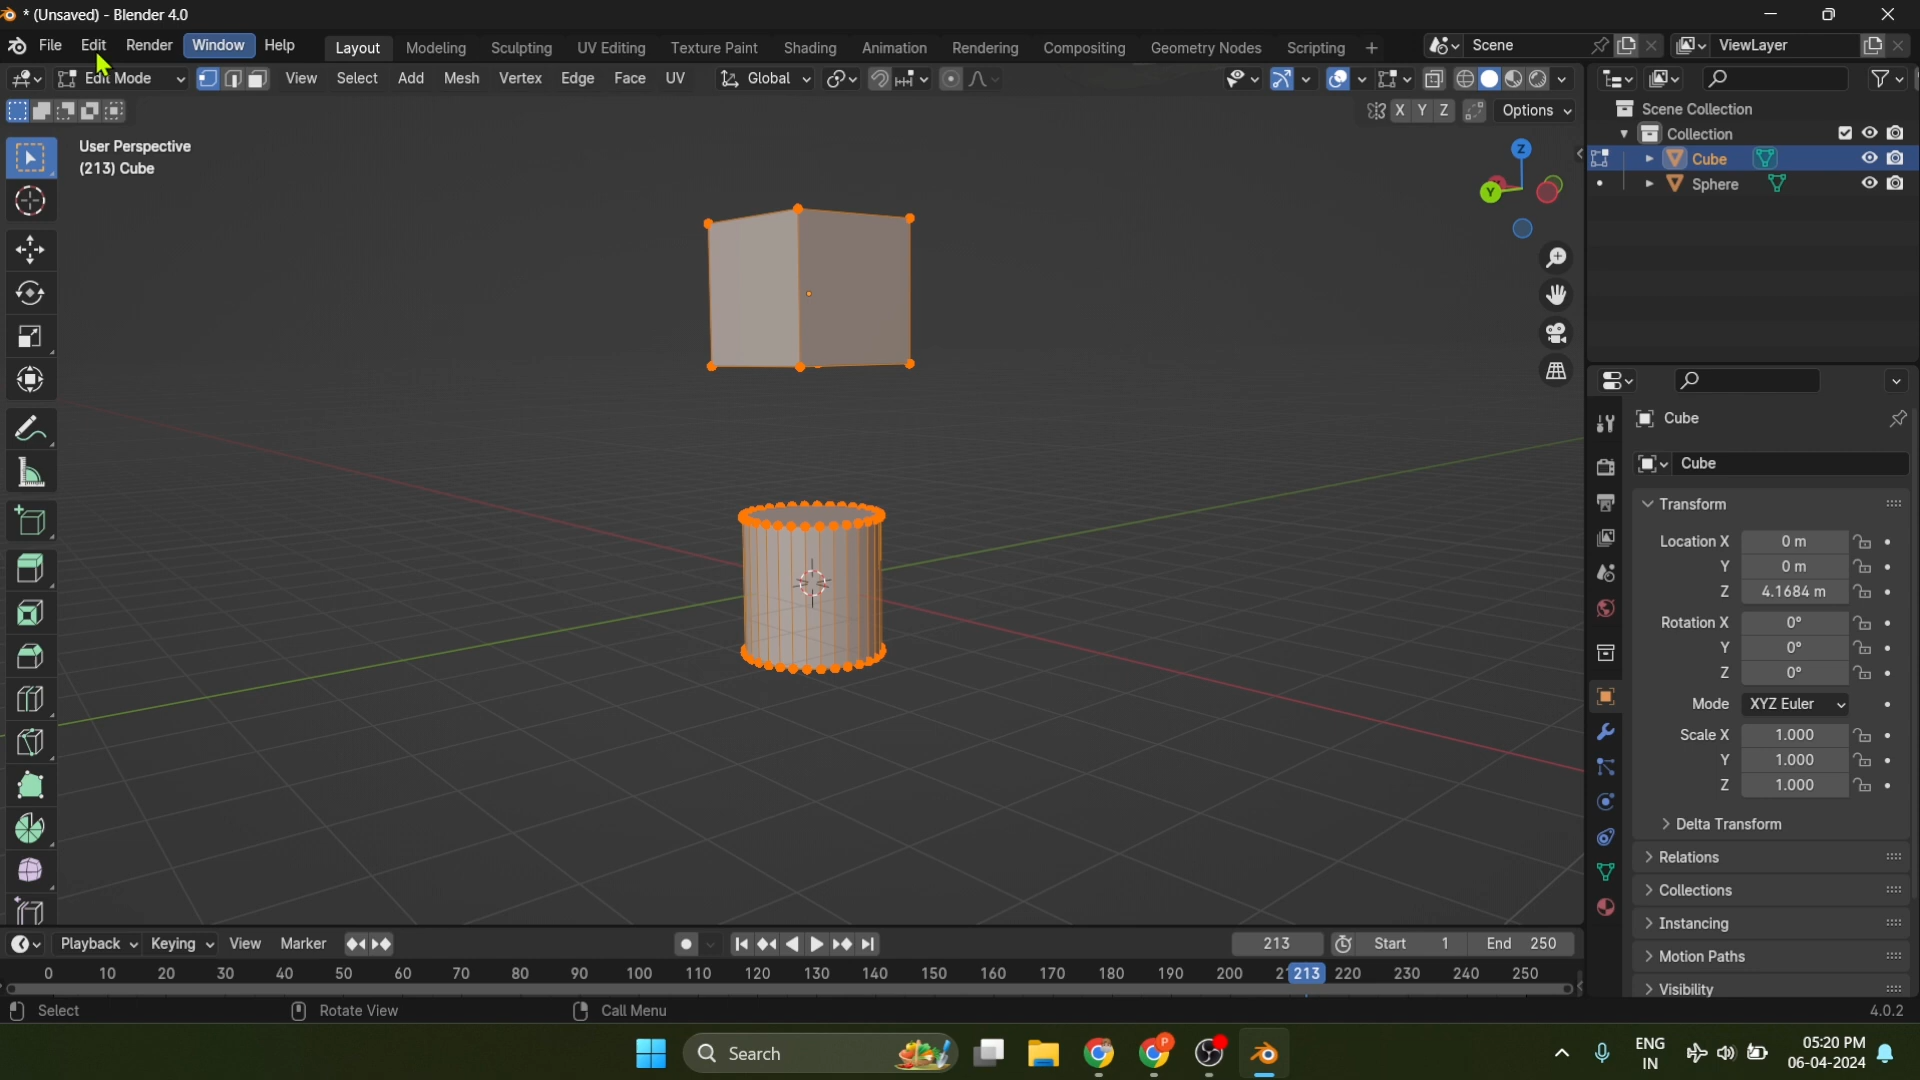 * (Unsaved) - Blender 4.0
File Edit Render Window Help Layout Modeling Sculpting UV Editing Texture Paint Shading Animation Rendering Compositing Geometry Nodes Scripting + Scene ViewLayer
Edit Mode View Select Add Mesh Vertex Edge Face UV Global
X Y Z Options
User Perspective
(213) Cube
Z
Y
Scene Collection
Collection
Cube
Sphere
Cube
Cube
Transform
Location X 0 m
Y 0 m
Z 4.1684 m
Rotation X 0°
Y 0°
Z 0°
Mode XYZ Euler
Scale X 1.000
Y 1.000
Z 1.000
Delta Transform
Relations
Collections
Instancing
Motion Paths
Visibility
Playback Keying View Marker 213 Start 1 End 250
0 10 20 30 40 50 60 70 80 90 100 110 120 130 140 150 160 170 180 190 200 213 220 230 240 250
Select Rotate View Call Menu 4.0.2
Search P ENG 05:20 PM
IN 06-04-2024